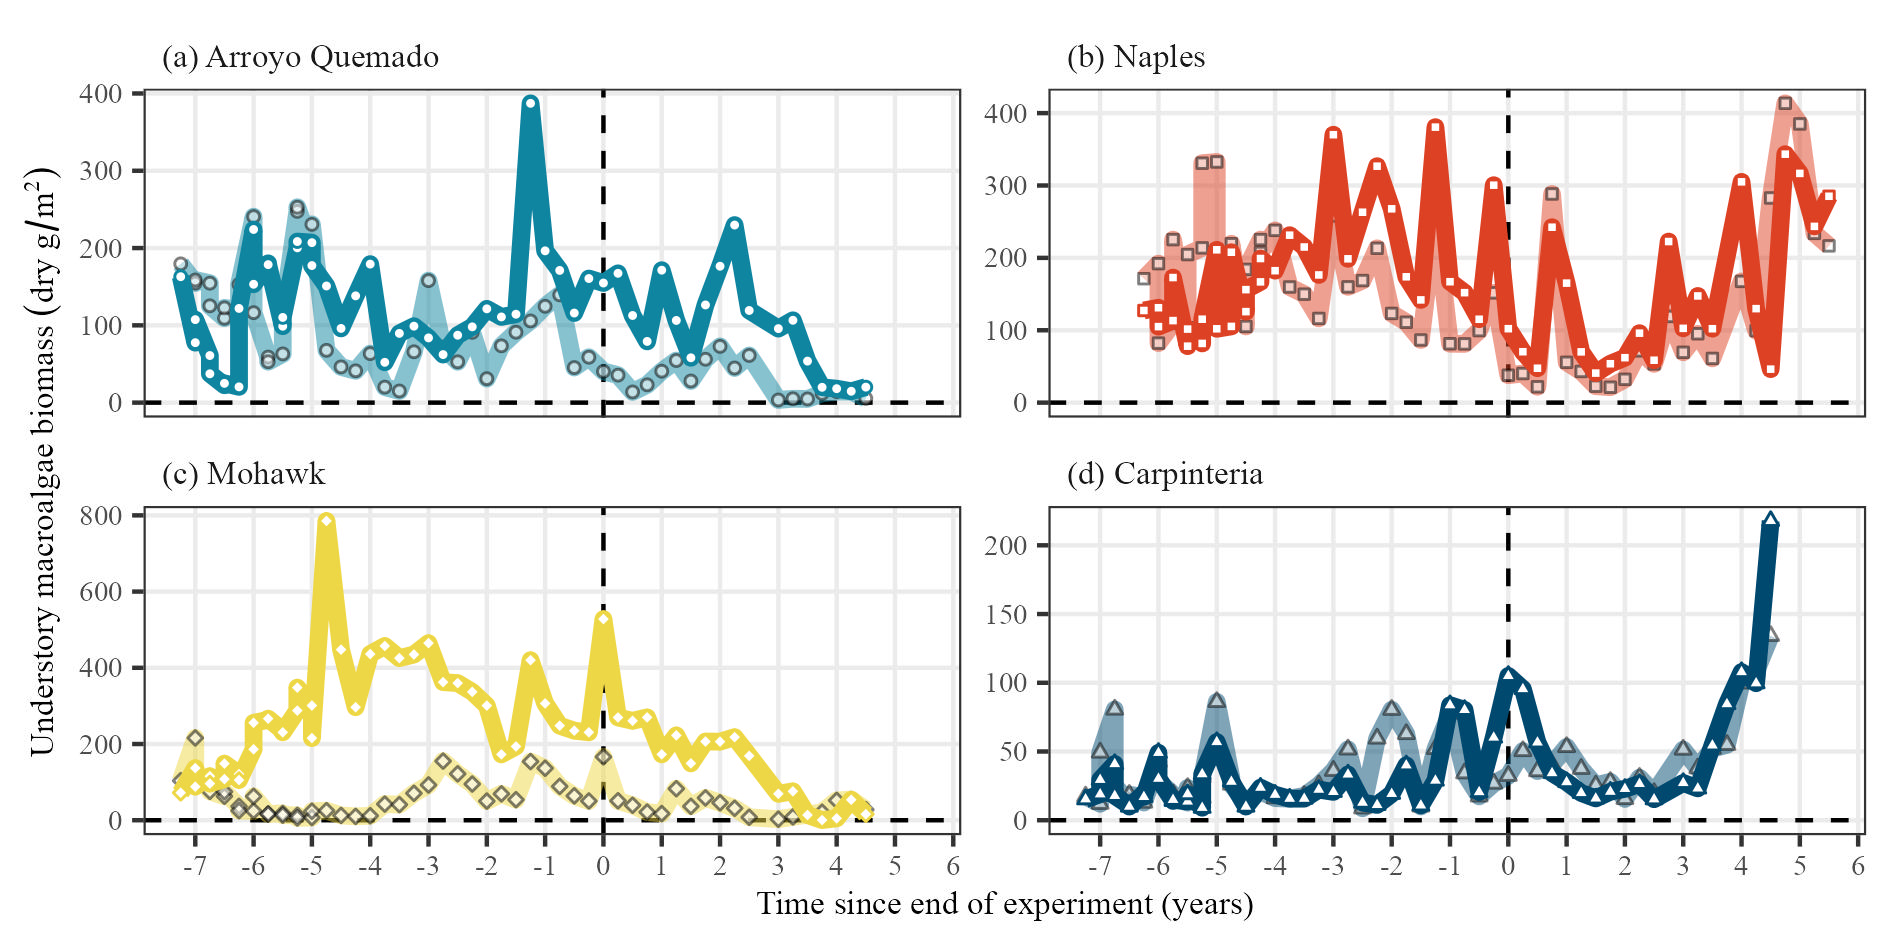 (a) Arroyo Quemado
(b) Naples
400
300
200
100
0
400
300
200
100
0
Understory macroalgae biomass (dry g/m²)
(c) Mohawk
(d) Carpinteria
800
600
400
200
0
200
150
100
50
0
-7 -6 -5 -4 -3 -2 -1 0 1 2 3 4 5 6
-7 -6 -5 -4 -3 -2 -1 0 1 2 3 4 5 6
Time since end of experiment (years)